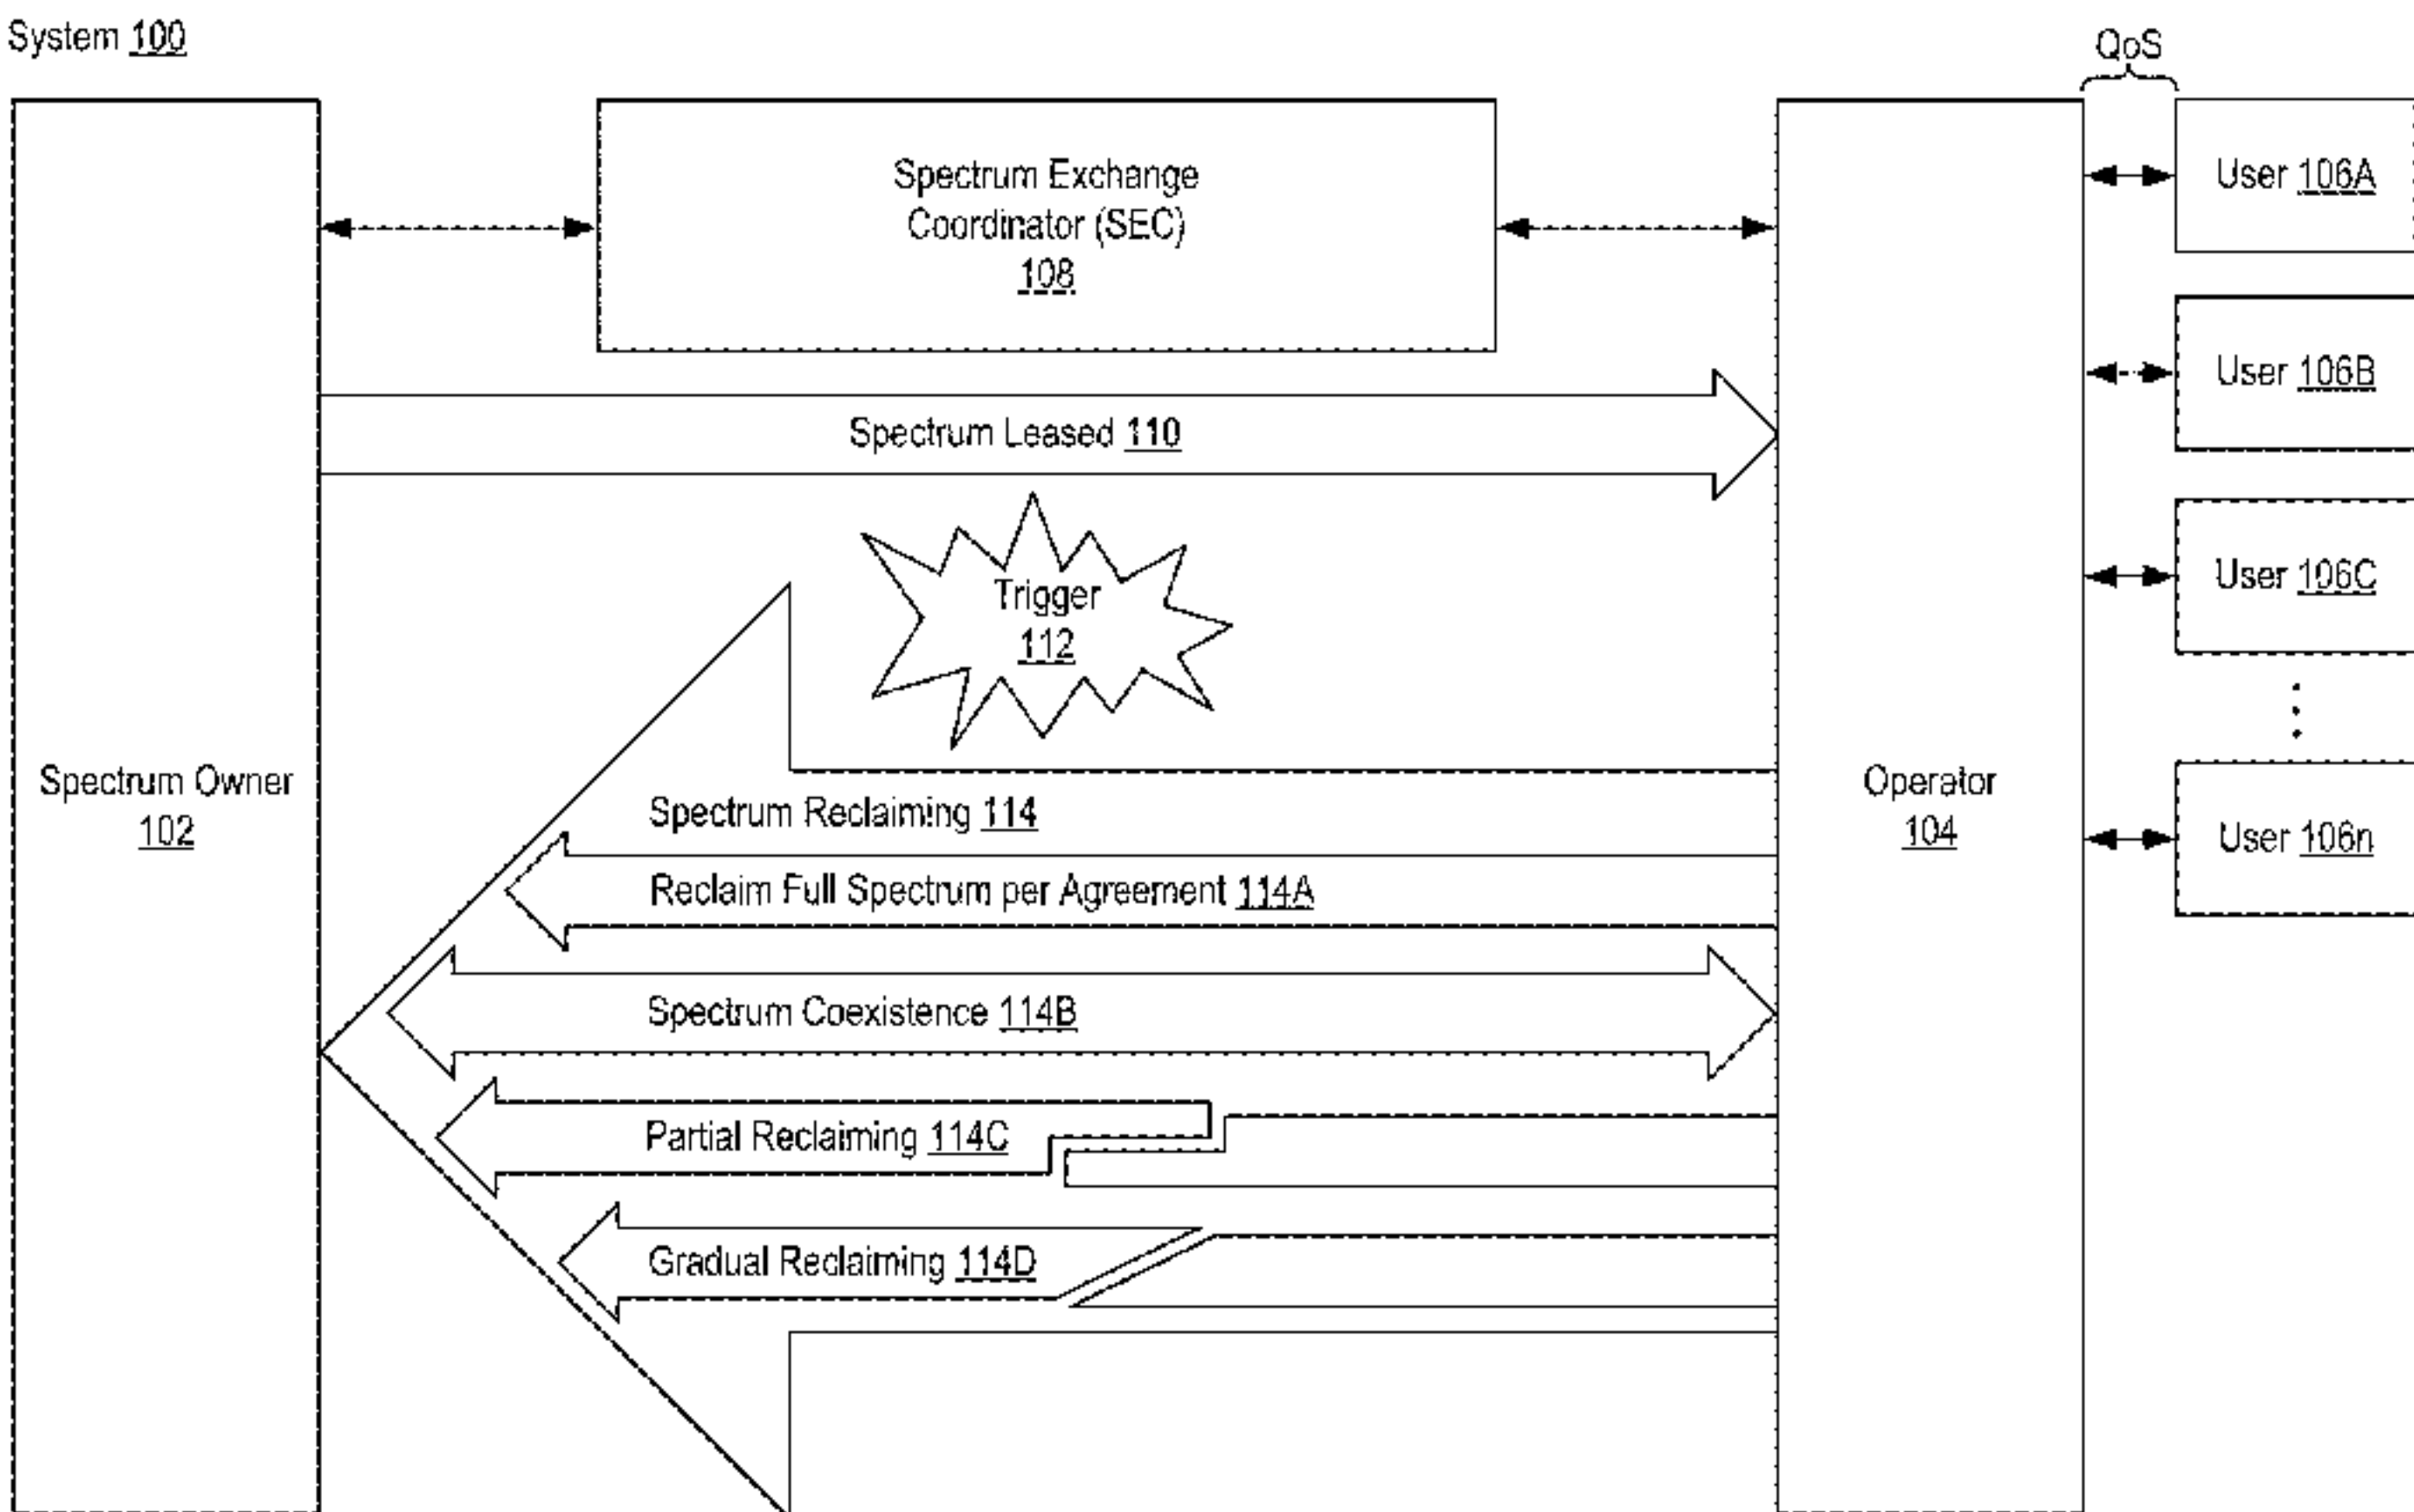 System 100
QoS
Spectrum Exchange
Coordinator (SEC)
108
User 106A
User 106B
Spectrum Leased 110
User 106C
Trigger
112
Spectrum Owner
102
Operator
104
User 106n
Spectrum Reclaiming 114
Reclaim Full Spectrum per Agreement 114A
Spectrum Coexistence 114B
Partial Reclaiming 114C
Gradual Reclaiming 114D